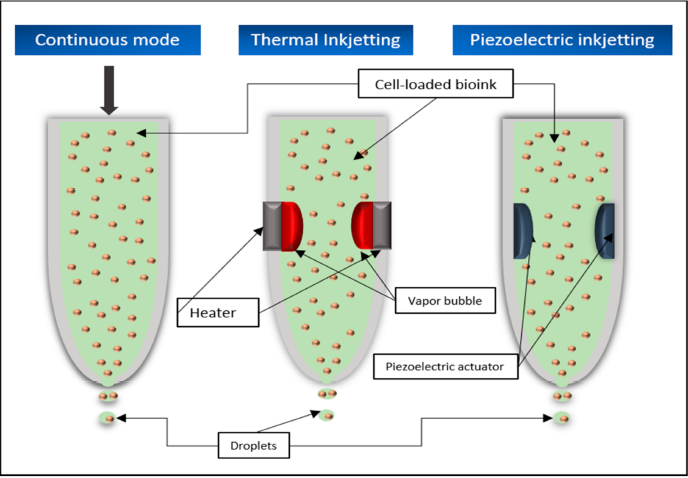 Continuous mode
Thermal Inkjetting
Piezoelectric inkjetting
Cell-loaded bioink
Heater
Vapor bubble
Piezoelectric actuator
Droplets